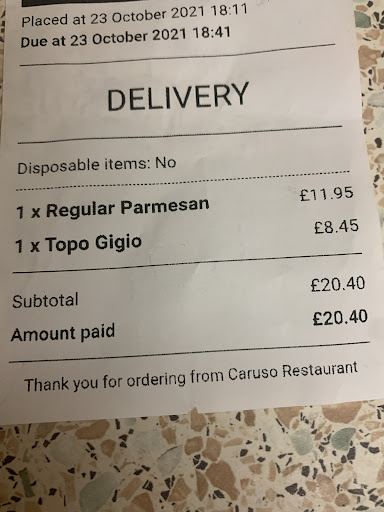 Placed at 23 October 2021 18:11
Due at 23 October 2021 18:41
DELIVERY
Disposable items: No
1 x Regular Parmesan £11.95
1 x Topo Gigio £8.45
Subtotal £20.40
Amount paid £20.40
Thank you for ordering from Caruso Restaurant